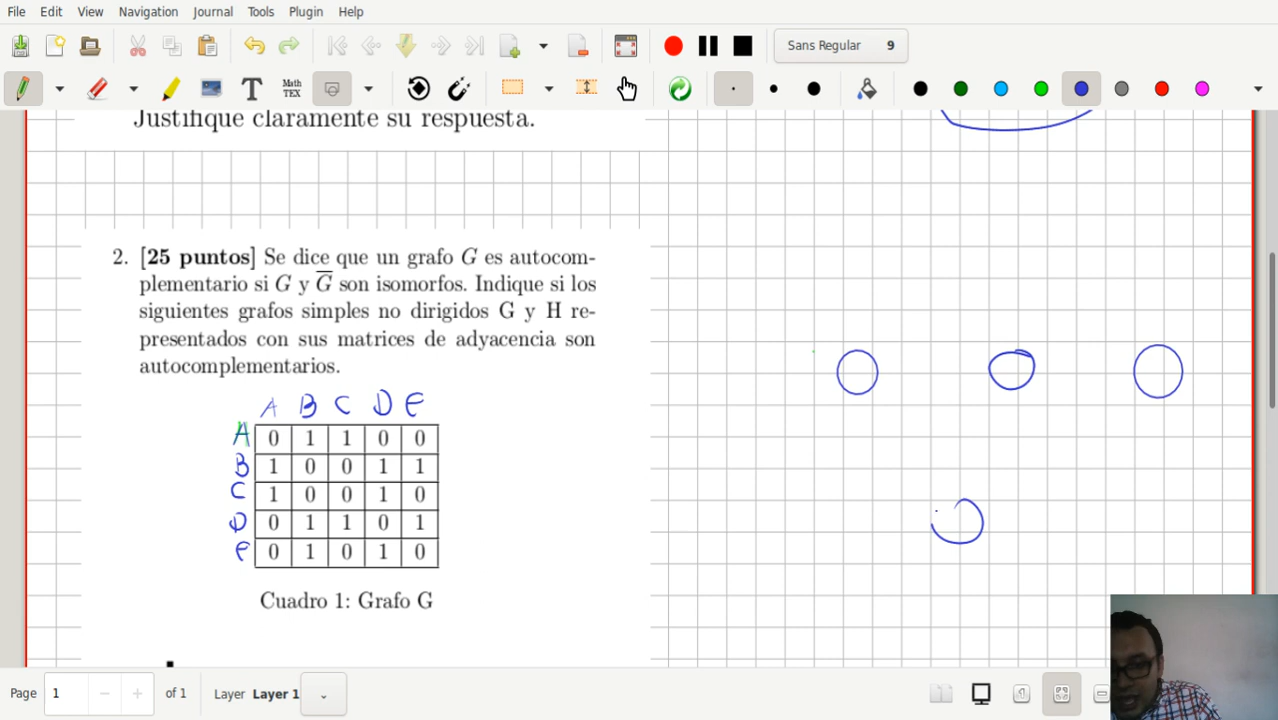 File Edit View Navigation Journal Tools Plugin Help
Sans Regular 9
T Math TEX
Justifique claramente su respuesta.
2. [25 puntos] Se dice que un grafo G es autocom-
plementario si G y G̅ son isomorfos. Indique si los
siguientes grafos simples no dirigidos G y H re-
presentados con sus matrices de adyacencia son
autocomplementarios.
A B C D E
A 0 1 1 0 0
B 1 0 0 1 1
C 1 0 0 1 0
D 0 1 1 0 1
E 0 1 0 1 0
Cuadro 1: Grafo G
Page 1 of 1 Layer Layer 1